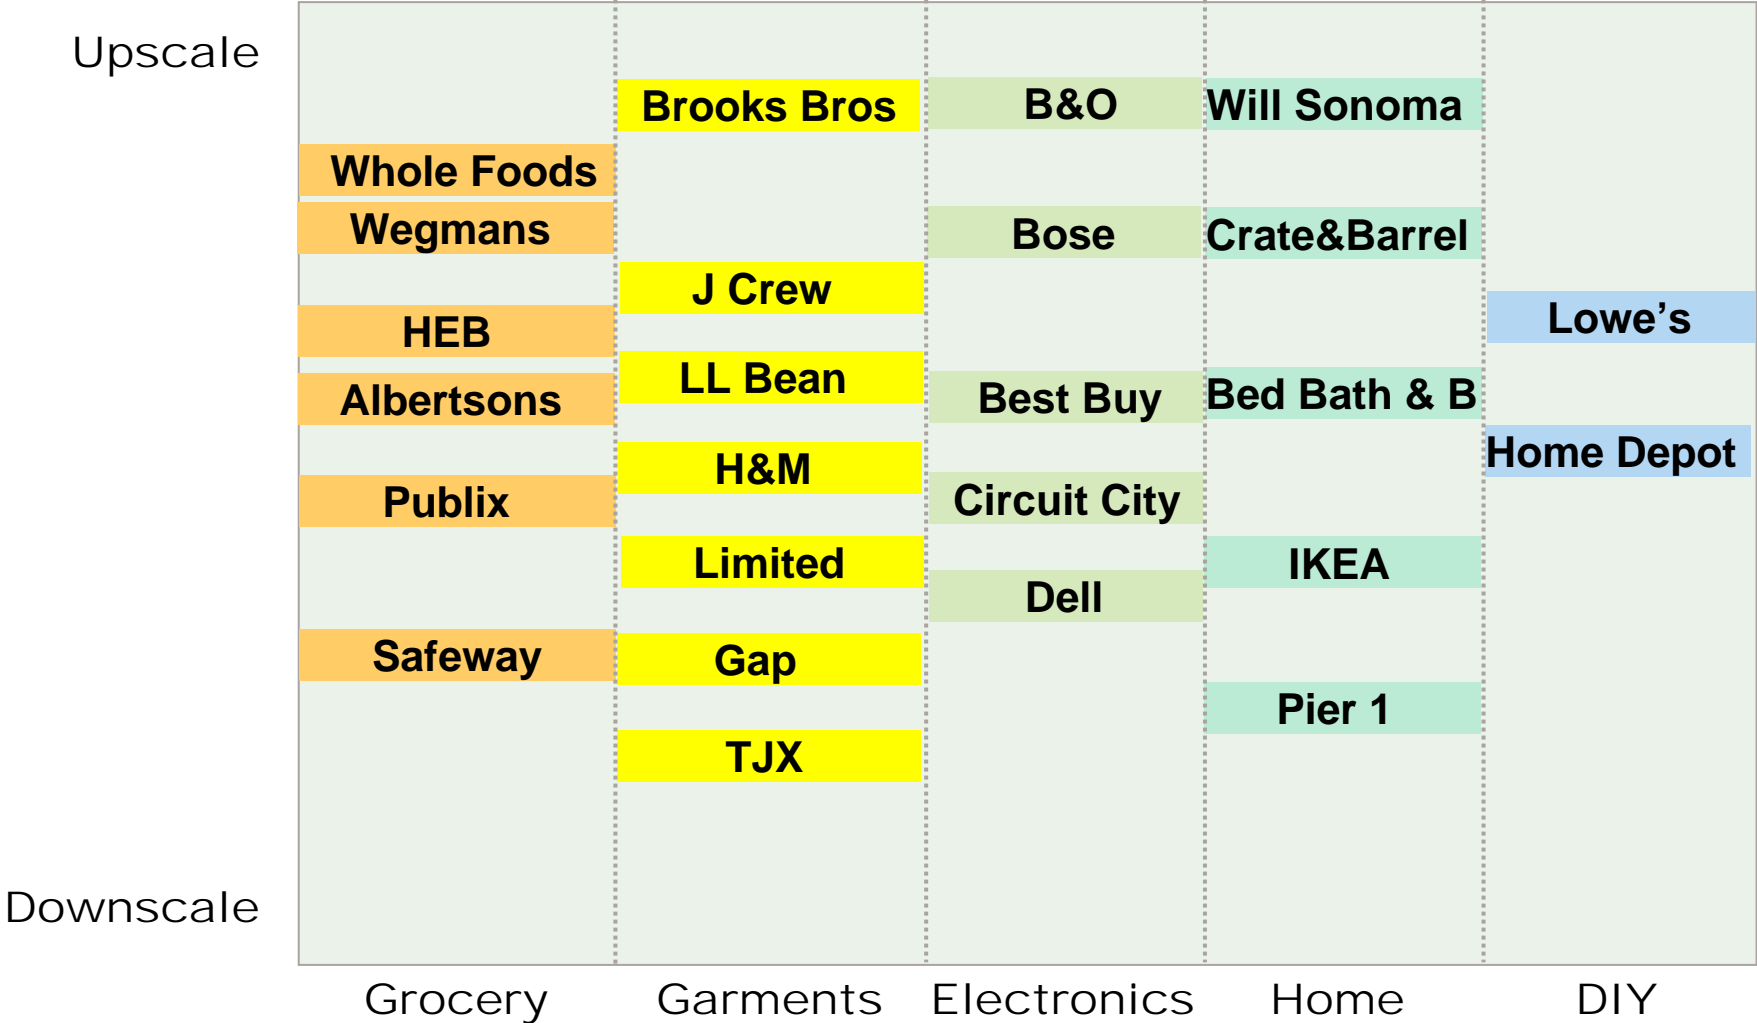 Upscale
Brooks Bros
B&O
Will Sonoma
Whole Foods
Wegmans
Bose
Crate&Barrel
J Crew
Lowe’s
HEB
LL Bean
Albertsons
Best Buy
Bed Bath & B
Home Depot
H&M
Publix
Circuit City
Limited
IKEA
Dell
Safeway
Gap
Pier 1
TJX
Downscale
Grocery
Garments
Electronics
Home
DIY